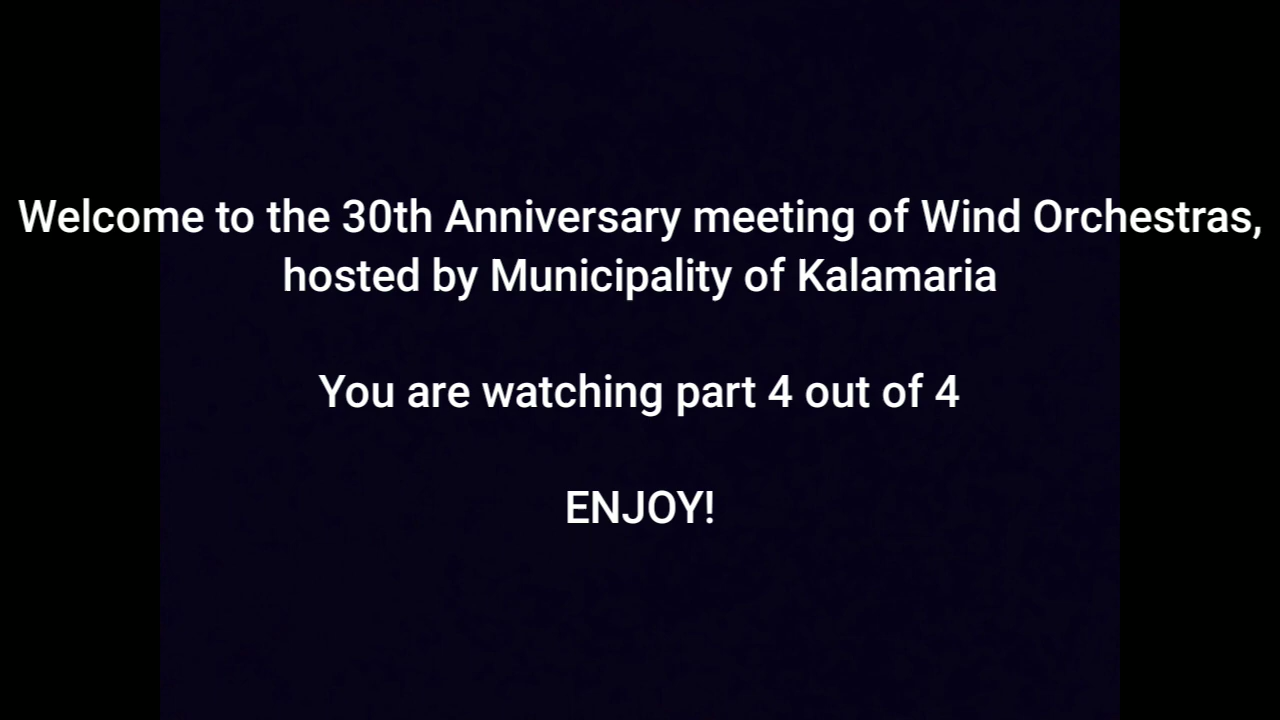 Welcome to the 30th Anniversary meeting of Wind Orchestras,
hosted by Municipality of Kalamaria
You are watching part 4 out of 4
ENJOY!